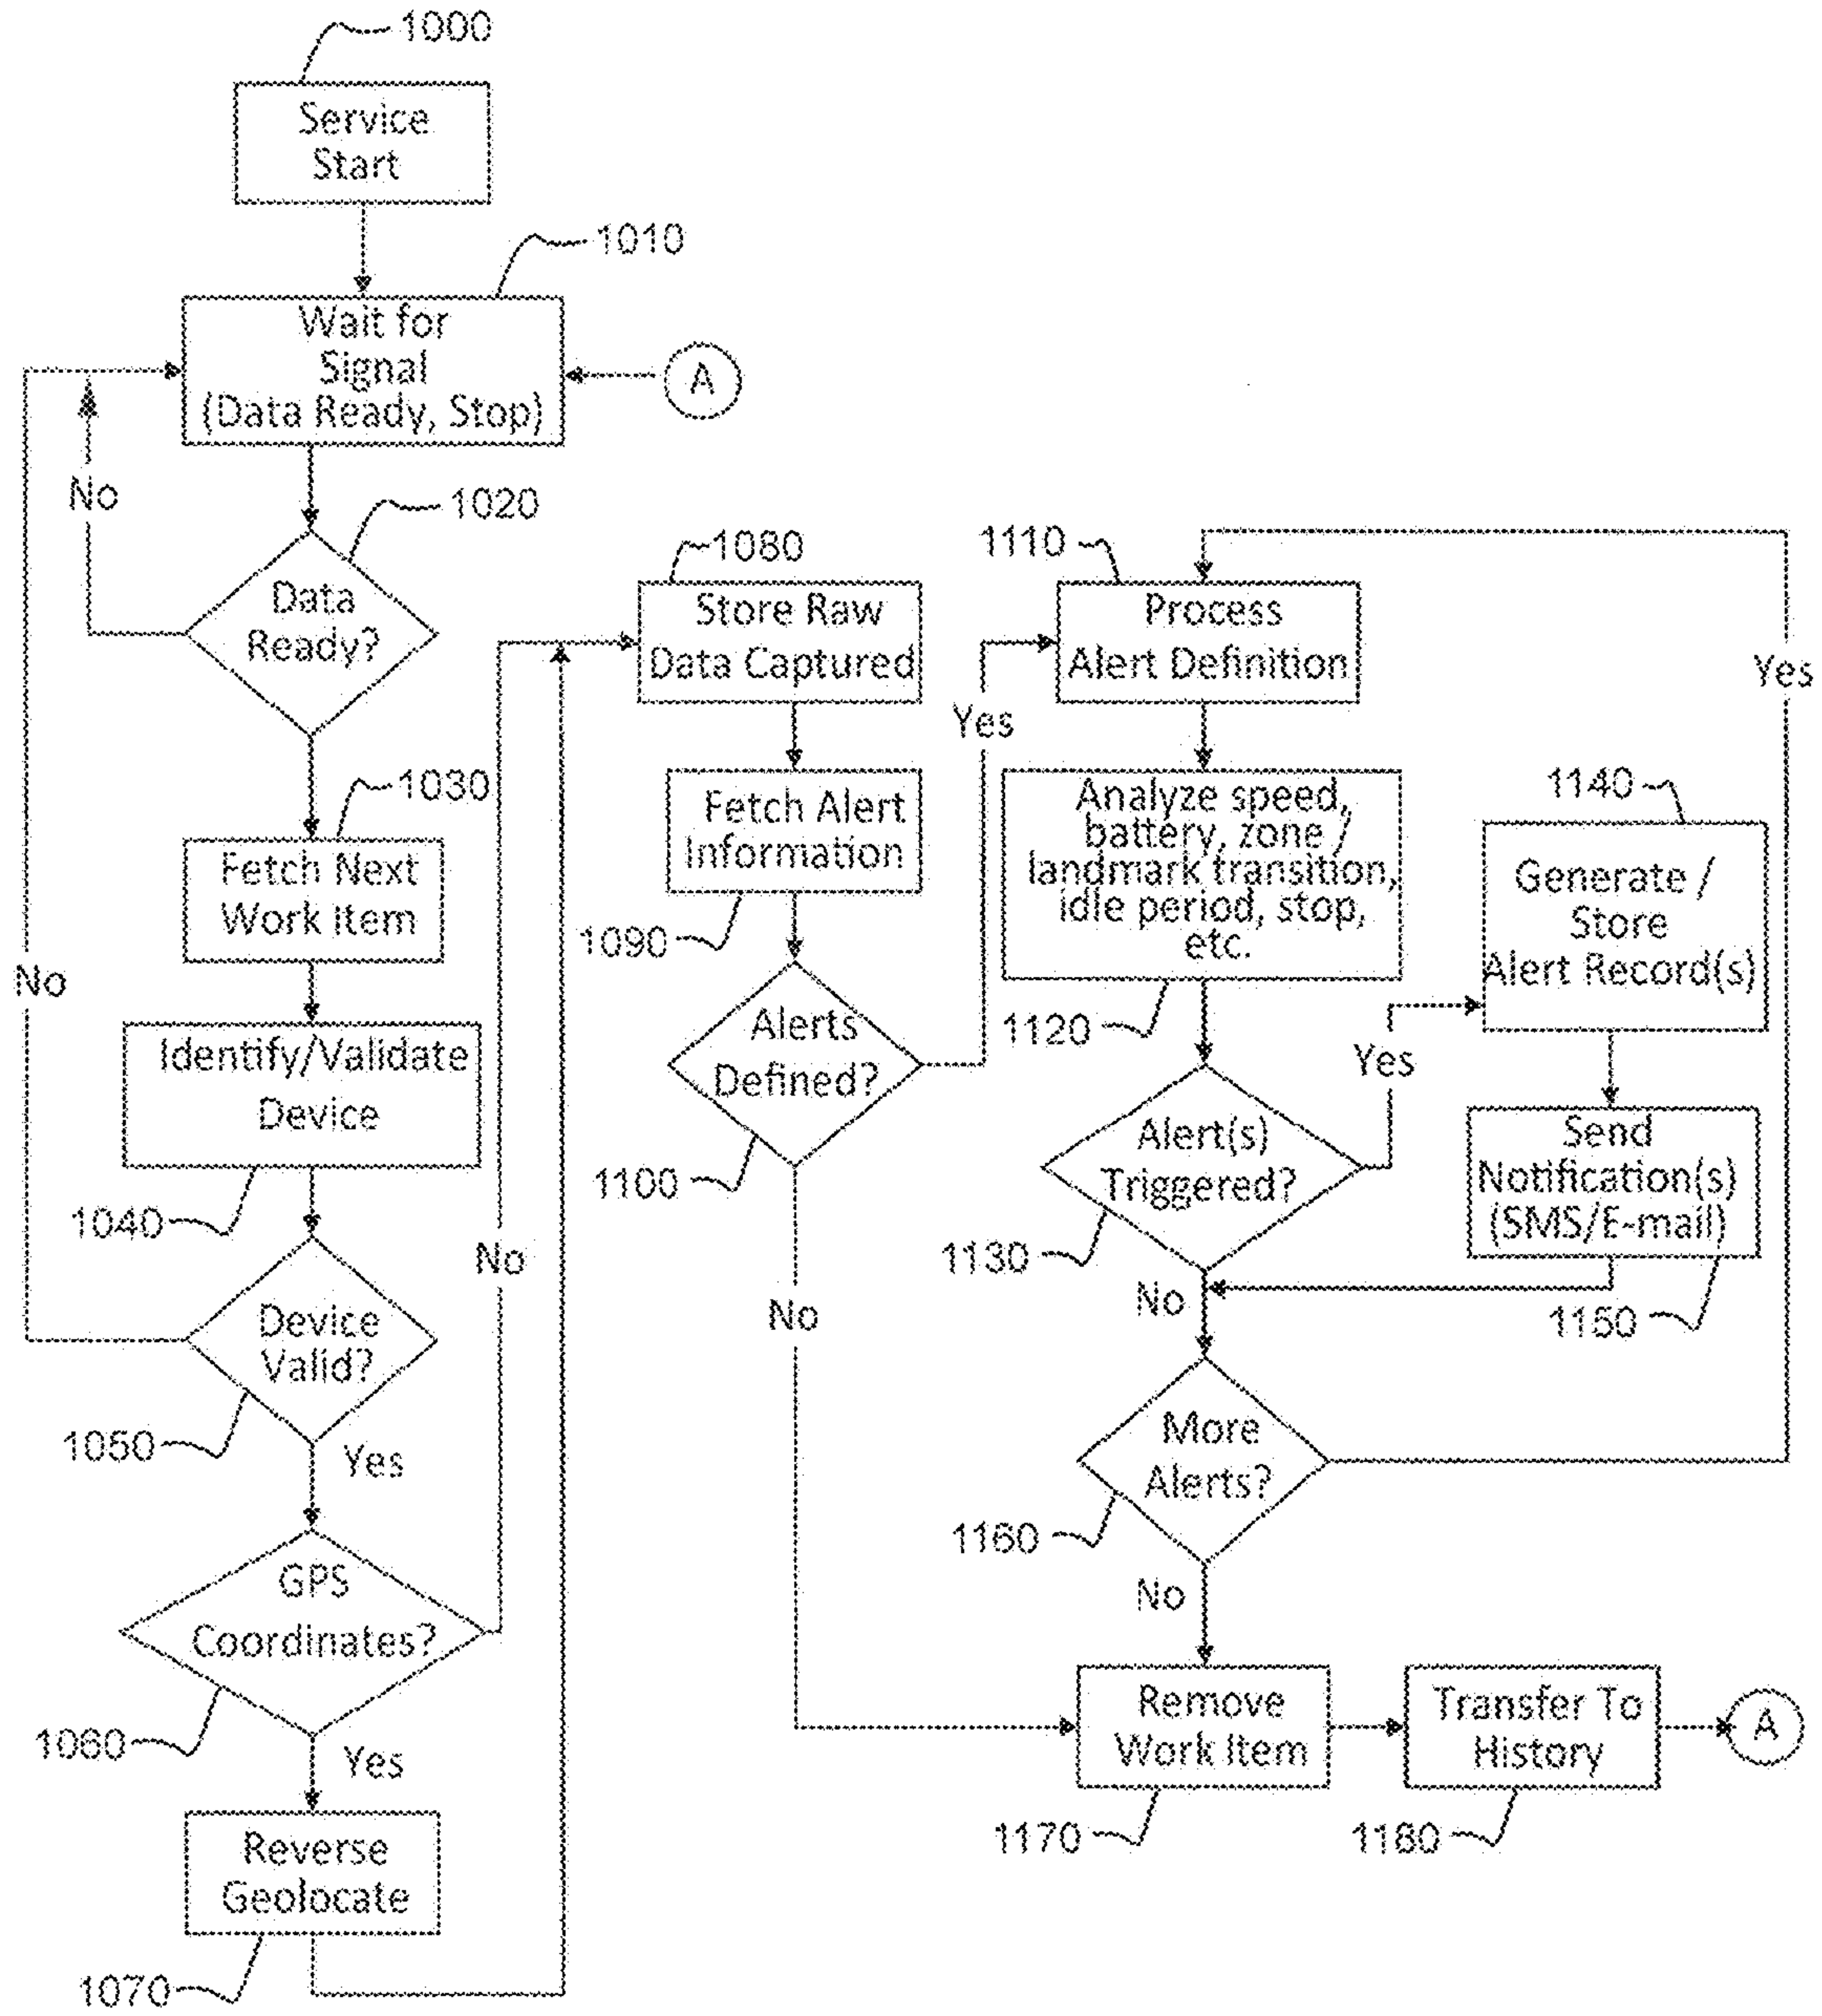 1000
Service
Start
1010
Wait for
Signal
(Data Ready, Stop)
A
No
1020
Data
Ready?
1030
Fetch Next
Work Item
No
Identify/Validate
Device
1040
Device
Valid?
1050
Yes
GPS
Coordinates?
1060
Yes
No
Reverse
Geolocate
1070
1080
Store Raw
Data Captured
Fetch Alert
Information
1090
Alerts
Defined?
1100
Yes
No
1110
Process
Alert Definition
Yes
Analyze speed,
battery, zone /
landmark transition,
idle period, stop,
etc.
1120
1140
Generate /
Store
Alert Record(s)
Alert(s)
Triggered?
1130
Yes
No
Send
Notification(s)
(SMS/E-mail)
1150
More
Alerts?
1160
No
Remove
Work Item
1170
Transfer To
History
1180
A